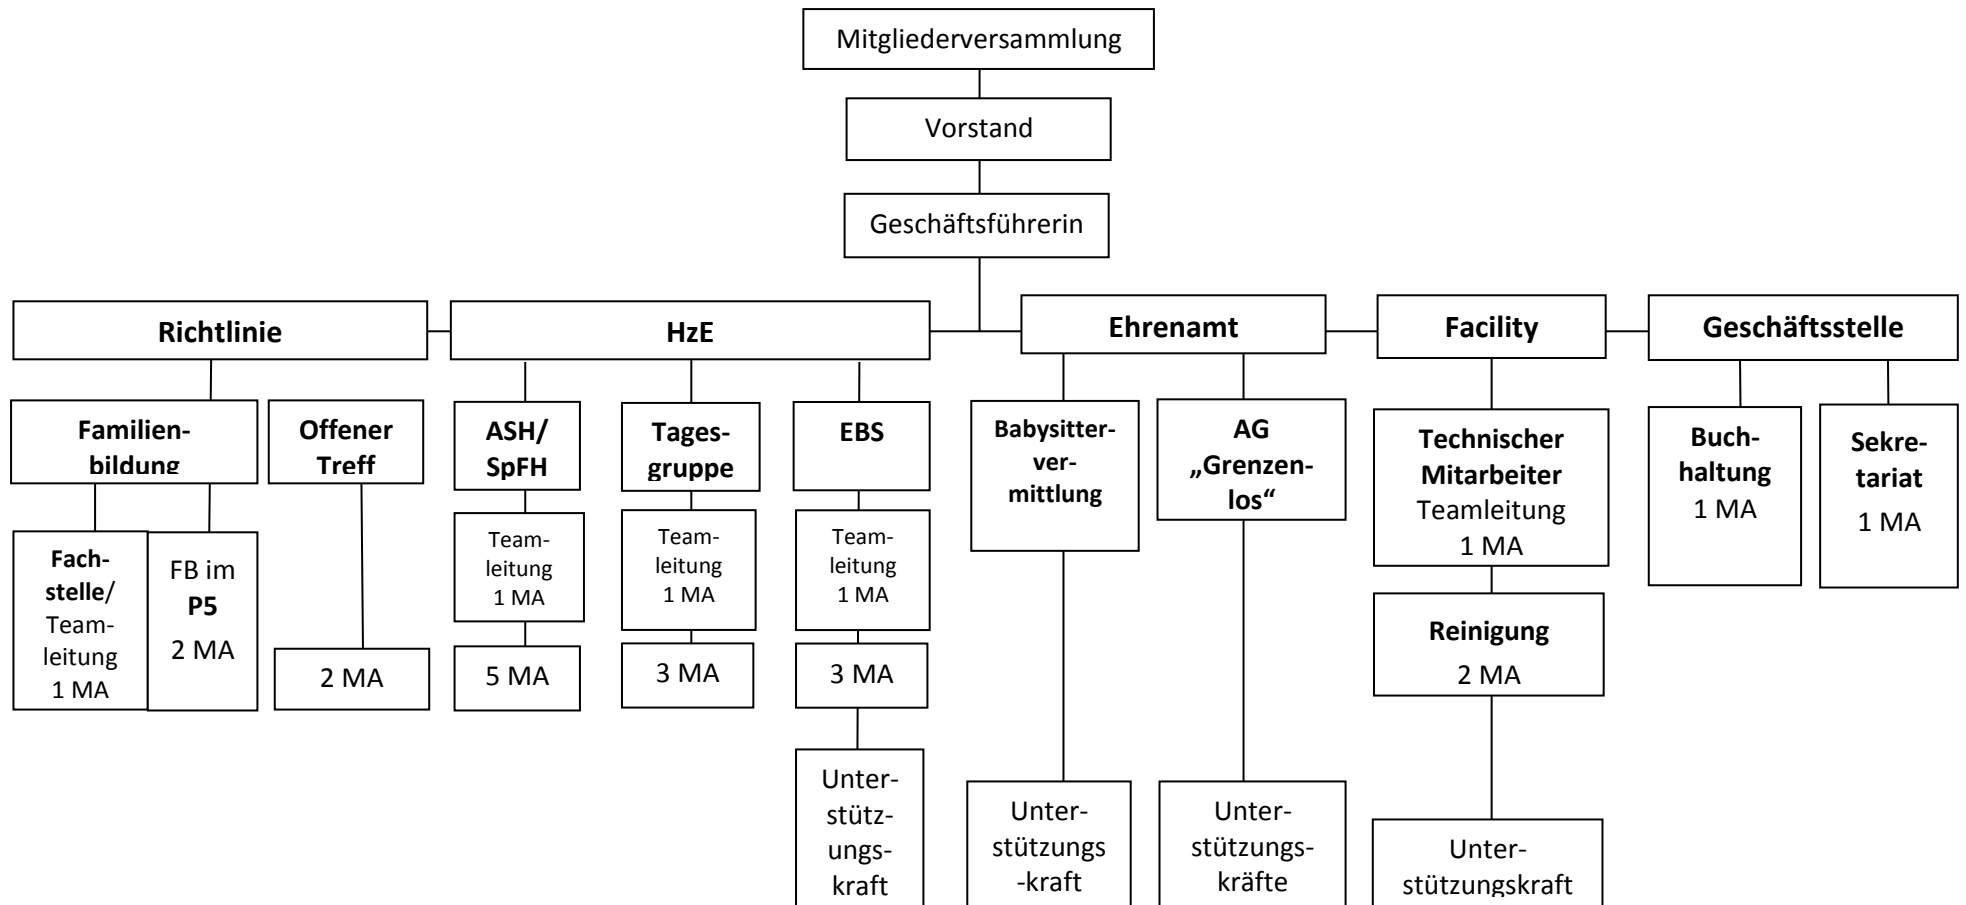 Mitgliederversammlung
Vorstand
Geschäftsführerin
Richtlinie
HzE
Ehrenamt
Facility
Geschäftsstelle
Familien-
bildung
Offener
Treff
ASH/
SpFH
Tages-
gruppe
EBS
Babysitter-
ver-
mittlung
AG
„Grenzen-
los“
Technischer
Mitarbeiter
Teamleitung
1 MA
Buch-
haltung
1 MA
Sekre-
tariat
1 MA
Fach-
stelle/
Team-
leitung
1 MA
FB im
P5
2 MA
2 MA
Team-
leitung
1 MA
5 MA
Team-
leitung
1 MA
3 MA
Team-
leitung
1 MA
3 MA
Reinigung
2 MA
Unter-
stütz-
ungs-
kraft
Unter-
stützungs
-kraft
Unter-
stützungs-
kräfte
Unter-
stützungskraft